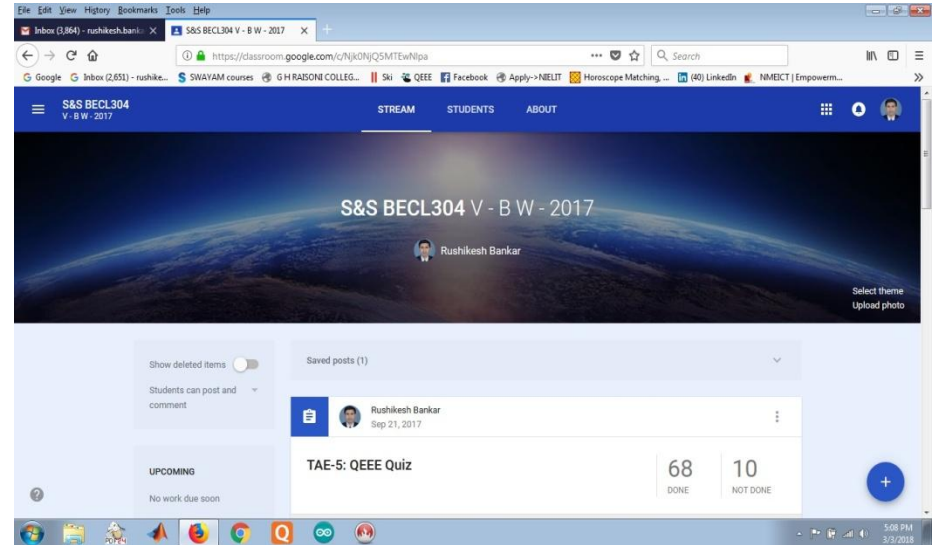 File Edit View History Bookmarks Tools Help
Inbox (3,864) - rushikesh.banka
S&S BECL304 V - B W - 2017
https://classroom.google.com/c/Njk0NjQ5MTEwNlpa
Search
Google Inbox (2,651) - rushike... SWAYAM courses G H RAISONI COLLEG... Ski QEEE Facebook Apply->NIELIT Horoscope Matching, ... (40) LinkedIn NMEICT | Empowerm...
S&S BECL304
V - B W - 2017
STREAM STUDENTS ABOUT
S&S BECL304 V - B W - 2017
Rushikesh Bankar
Select theme
Upload photo
Show deleted items
Students can post and
comment
UPCOMING
No work due soon
Saved posts (1)
Rushikesh Bankar
Sep 21, 2017
TAE-5: QEEE Quiz
68
DONE
10
NOT DONE
5:08 PM
3/3/2018